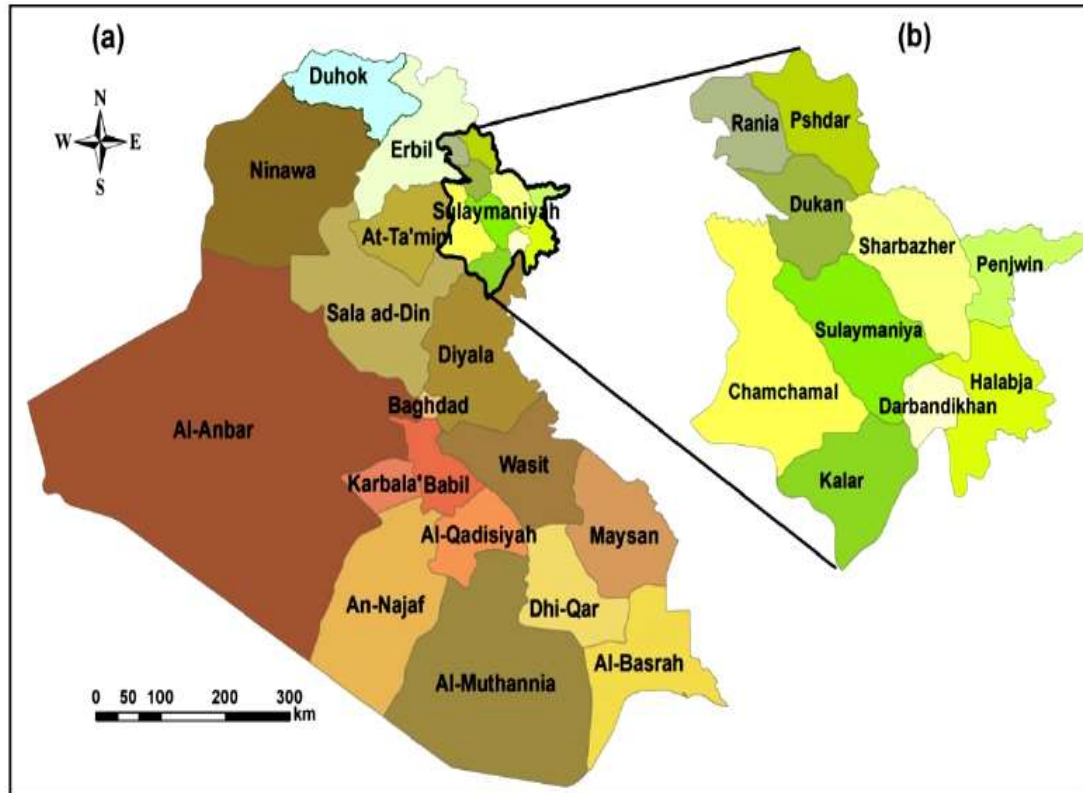 (a)
(b)
N
W E
S
Duhok
Erbil
Ninawa
Sulaymaniyah
At-Ta'mim
Sala ad-Din
Diyala
Baghdad
Al-Anbar
Wasit
Karbala'
Babil
Al-Qadisiyah
Maysan
An-Najaf
Dhi-Qar
Al-Basrah
Al-Muthannia
0 50 100 200 300
km
Rania
Pshdar
Dukan
Sharbazher
Penjwin
Sulaymaniya
Chamchamal
Halabja
Darbandikhan
Kalar